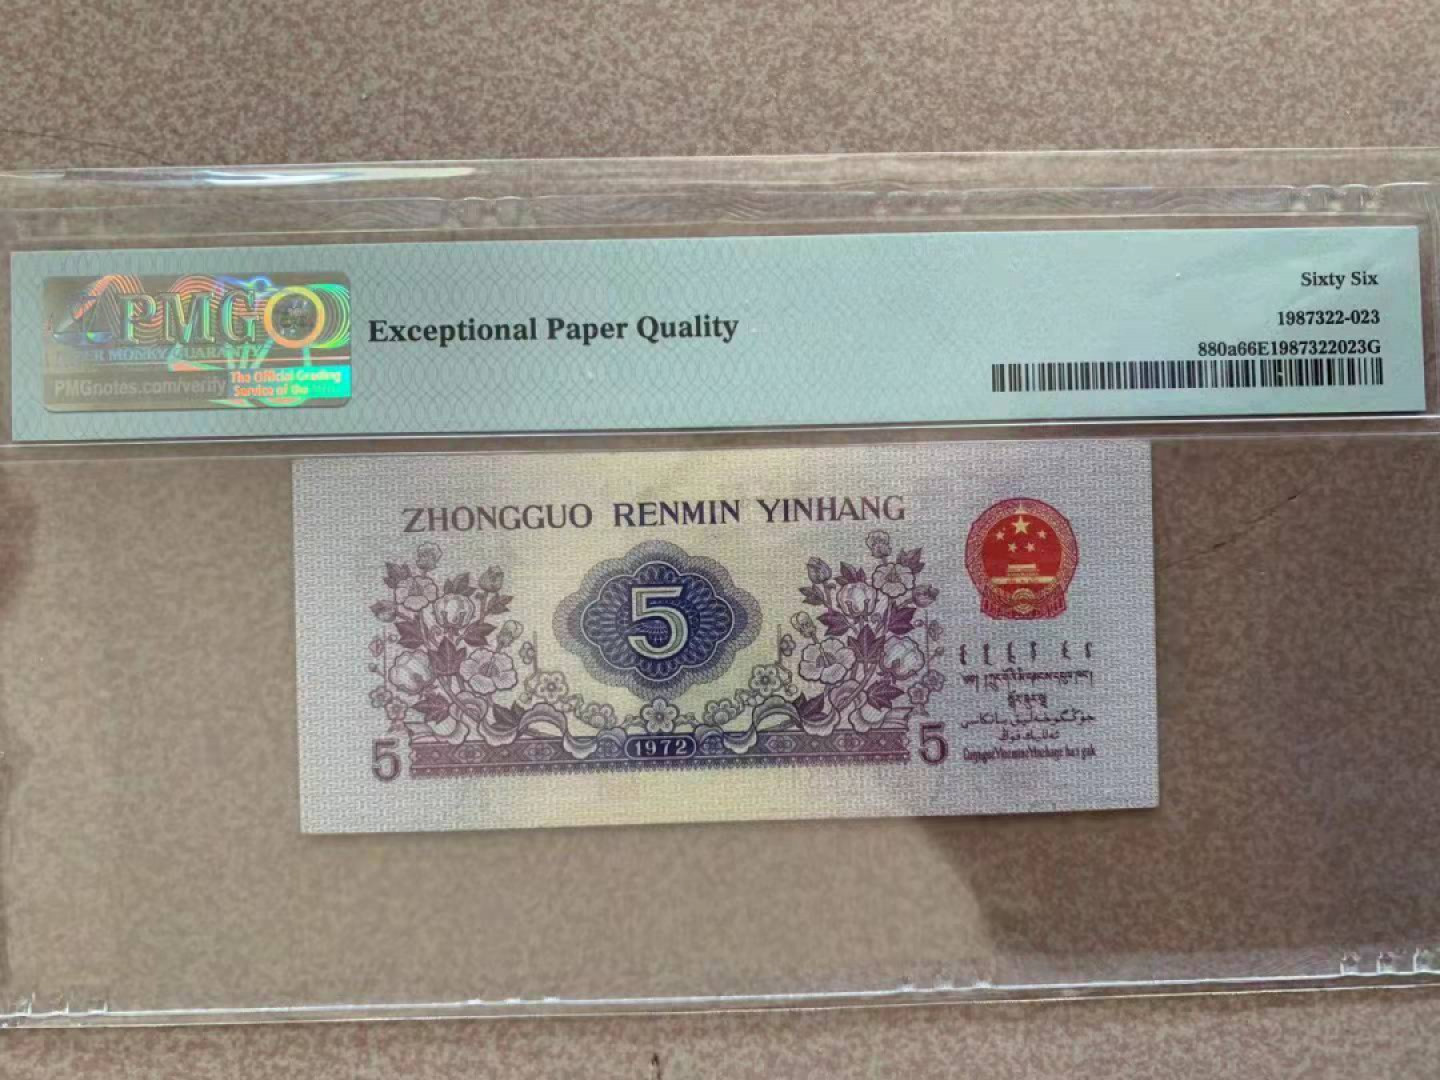 Sixty Six
PMG
PAPER MONEY GUARANTY
PMGnotes.com/verify
The Official Grading
Service of the
Exceptional Paper Quality
1987322-023
880a66E1987322023G
ZHONGGUO RENMIN YINHANG
5
5
1972
5